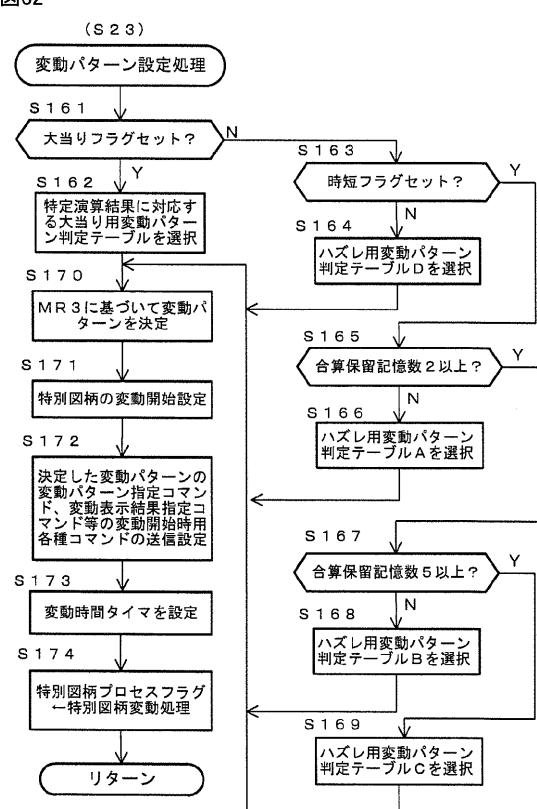 (S23)
変動パターン設定処理
S161
大当りフラグセット?
N
Y
S162
特定演算結果に対応す
る大当り用変動パター
ン判定テーブルを選択
S163
時短フラグセット?
Y
N
S164
ハズレ用変動パターン
判定テーブルDを選択
S170
MR3に基づいて変動パ
ターンを決定
S165
合算保留記憶数2以上?
Y
N
S166
ハズレ用変動パターン
判定テーブルAを選択
S171
特別図柄の変動開始設定
S172
決定した変動パターンの
変動パターン指定コマン
ド、変動表示結果指定コ
マンド等の変動開始時用
各種コマンドの送信設定
S167
合算保留記憶数5以上?
Y
N
S168
ハズレ用変動パターン
判定テーブルBを選択
S173
変動時間タイマを設定
S174
特別図柄プロセスフラグ
←特別図柄変動処理
S169
ハズレ用変動パターン
判定テーブルCを選択
リターン